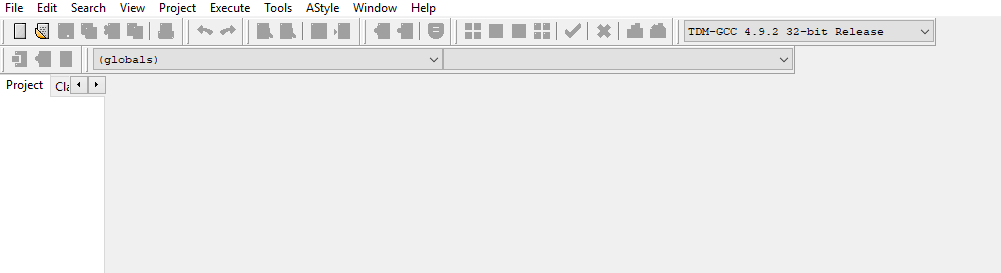 File Edit Search View Project Execute Tools AStyle Window Help
TDM-GCC 4.9.2 32-bit Release
(globals)
Project Cla